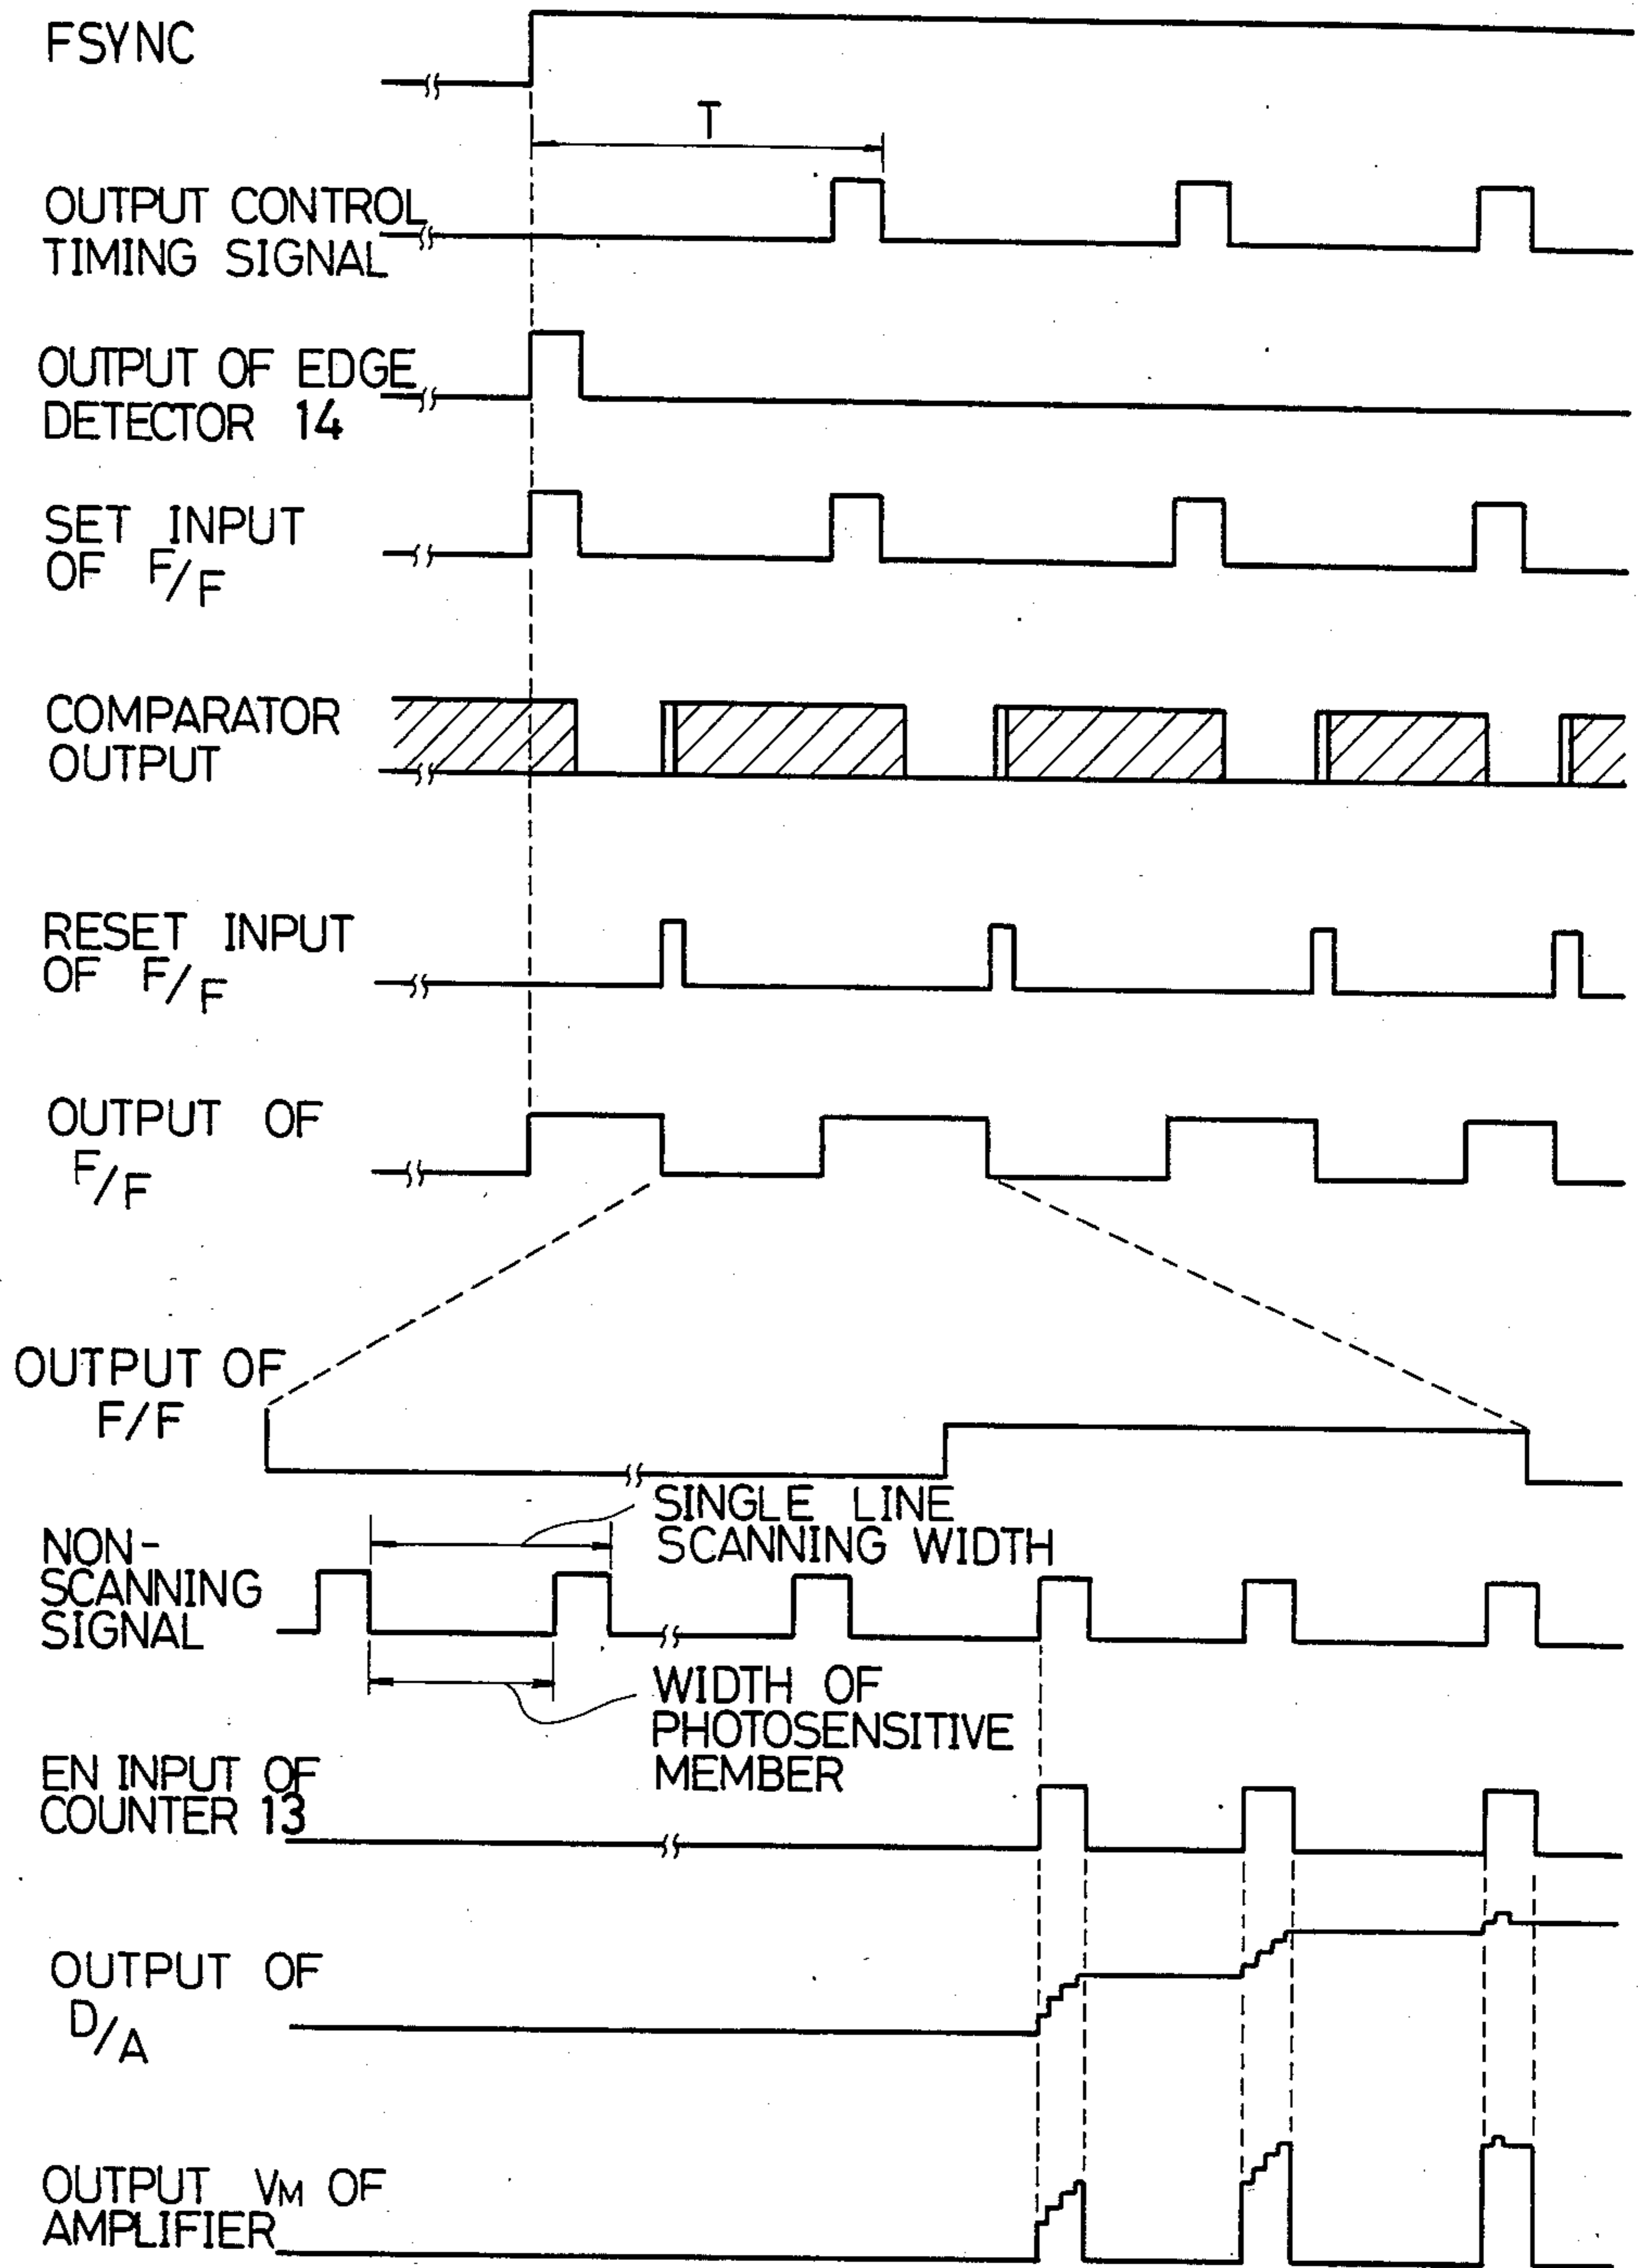 FSYNC
T
OUTPUT CONTROL
TIMING SIGNAL
OUTPUT OF EDGE
DETECTOR 14
SET INPUT
OF F/F
COMPARATOR
OUTPUT
RESET INPUT
OF F/F
OUTPUT OF
F/F
OUTPUT OF
F/F
SINGLE LINE
SCANNING WIDTH
NON-
SCANNING
SIGNAL
WIDTH OF
PHOTOSENSITIVE
MEMBER
EN INPUT OF
COUNTER 13
OUTPUT OF
D/A
OUTPUT VM OF
AMPLIFIER